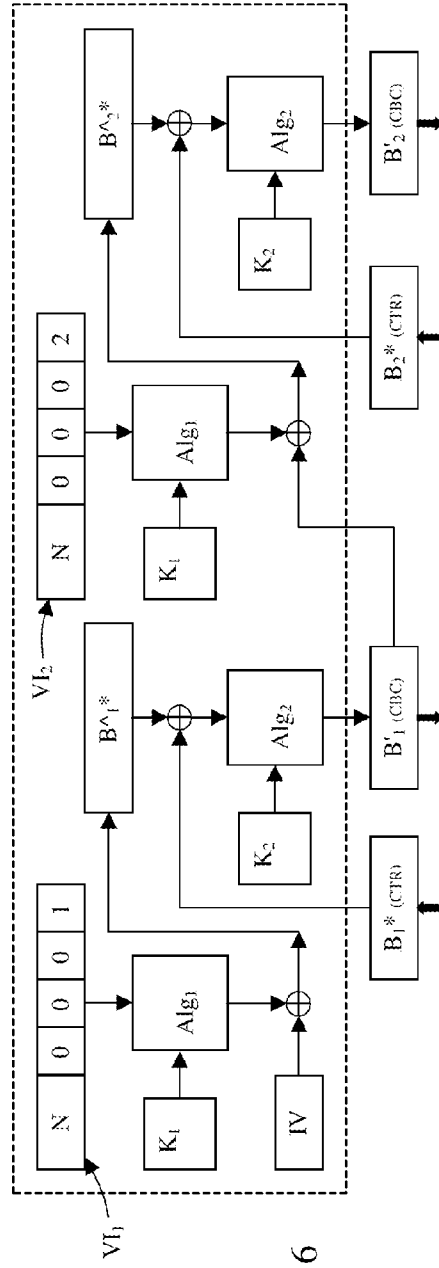 VI₁
N 0 0 0 1
K₁
Alg₁
IV
B^₁*
K₂
Alg₂
B₁* (CTR)
B'₁ (CBC)
VI₂
N 0 0 0 2
K₁
Alg₁
B^₂*
K₂
Alg₂
B₂* (CTR)
B'₂ (CBC)
6